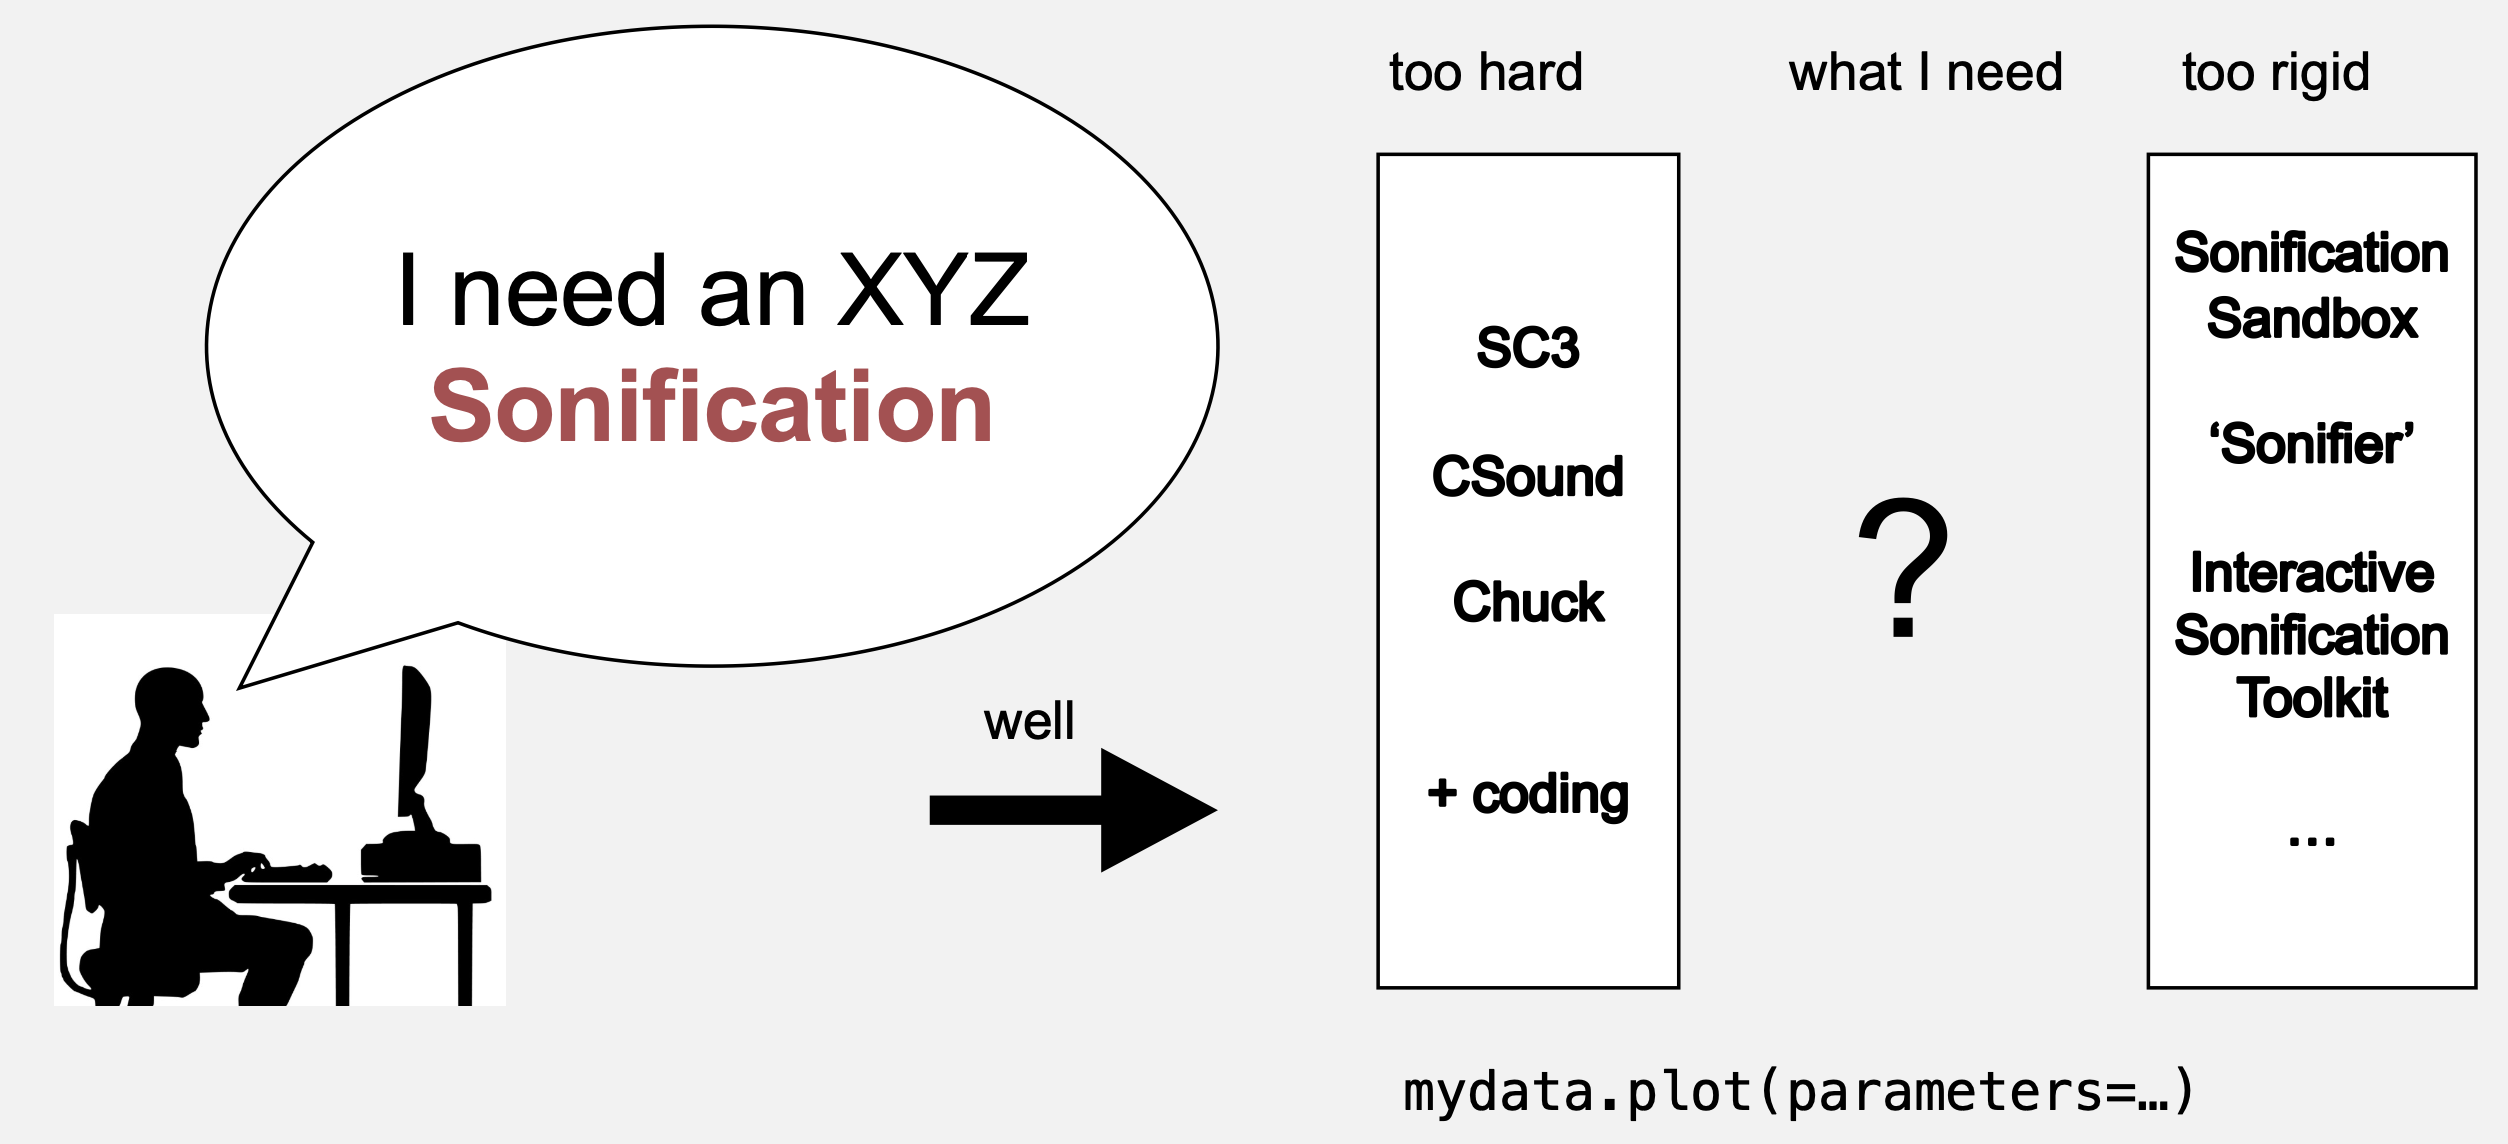 I need an XYZ
Sonification
well
too hard
what I need
too rigid
SC3
CSound
Chuck
+ coding
?
Sonification
Sandbox
‘Sonifier’
Interactive
Sonification
Toolkit
...
mydata.plot(parameters=…)